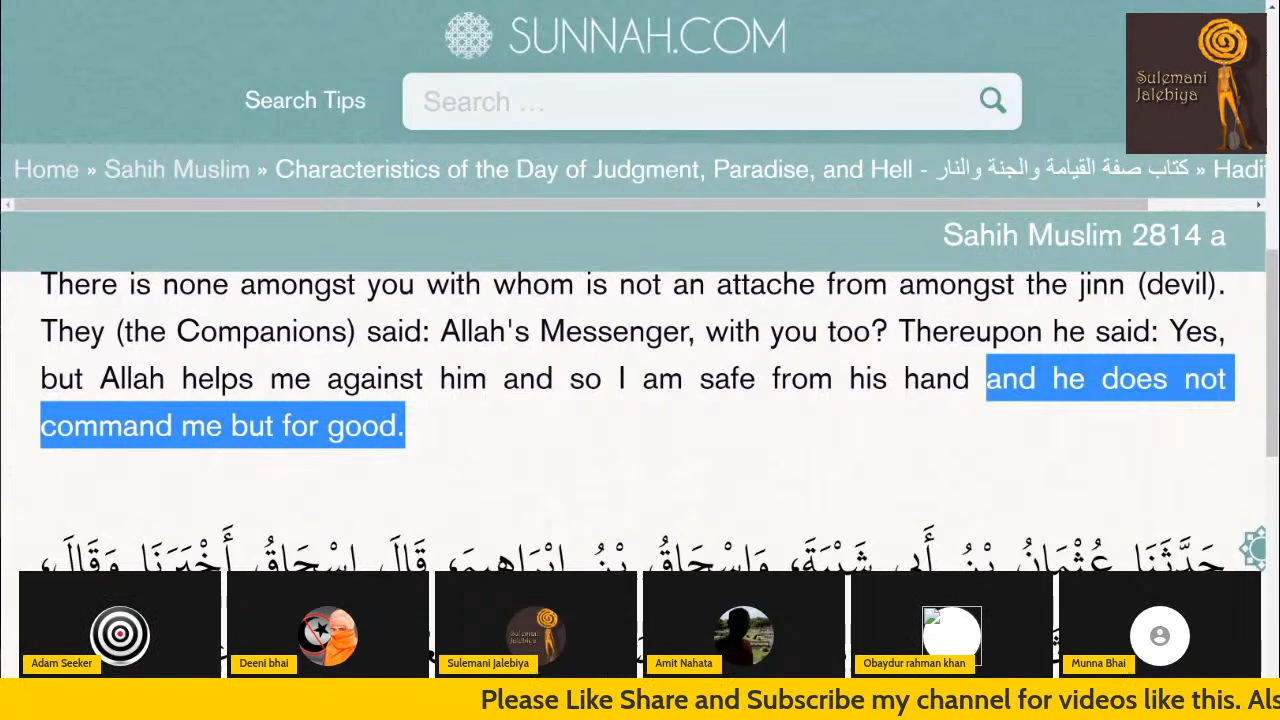 SUNNAH.COM
Sulemani
Jalebiya
Search Tips
Search ...
Home » Sahih Muslim » Characteristics of the Day of Judgment, Paradise, and Hell - كتاب صفة القيامة والجنة والنار » Hadi
Sahih Muslim 2814 a
There is none amongst you with whom is not an attache from amongst the jinn (devil).
They (the Companions) said: Allah's Messenger, with you too? Thereupon he said: Yes,
but Allah helps me against him and so I am safe from his hand and he does not
command me but for good.
حَدَّثَنَا عُثْمَانُ بْنُ أَبِي شَيْبَةَ، وَإِسْحَاقُ بْنُ إِبْرَاهِيمَ، قَالَ إِسْحَاقُ أَخْبَرَنَا وَقَالَ،
Adam Seeker
Deeni bhai
Sulemani Jalebiya
Amit Nahata
Obaydur rahman khan
Munna Bhai
Please Like Share and Subscribe my channel for videos like this. Als